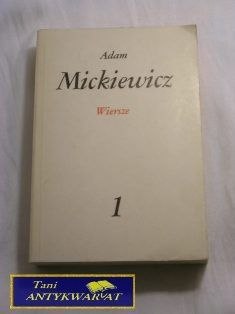 Adam
Mickiewicz
Wiersze
1
Tani
ANTYKWARYAT